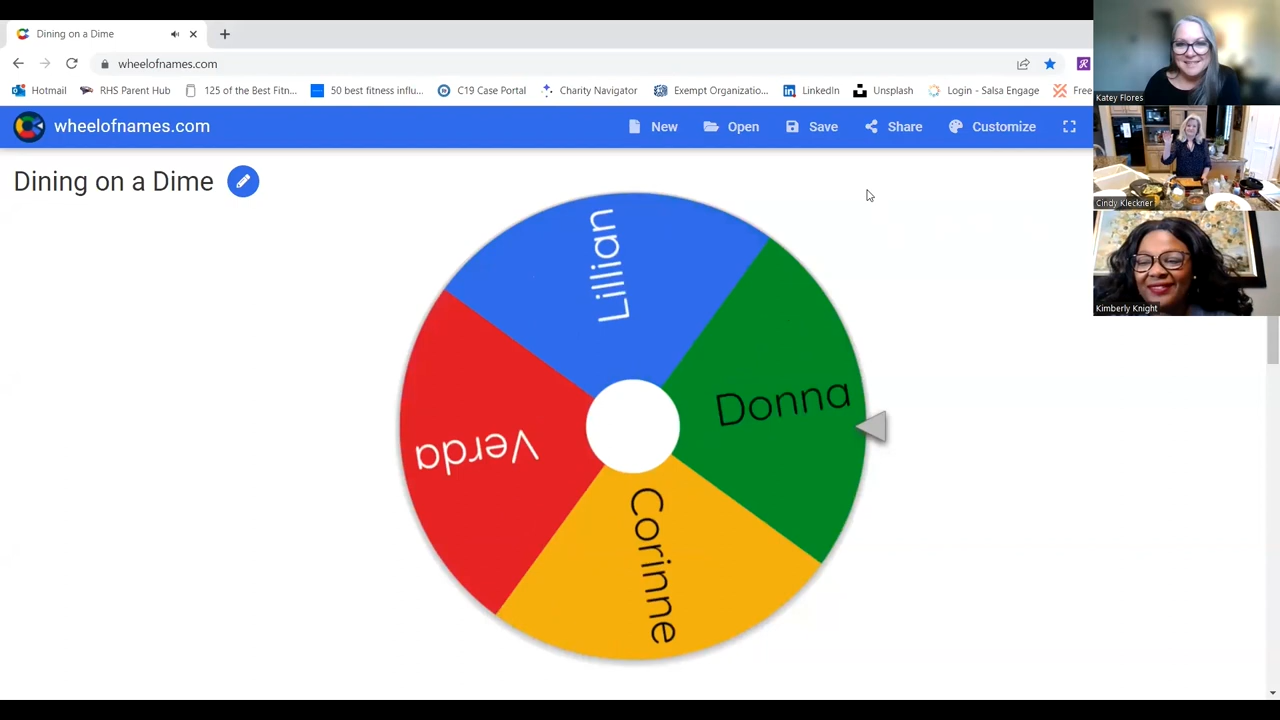 Dining on a Dime
wheelofnames.com
Hotmail RHS Parent Hub 125 of the Best Fitn... 50 best fitness influ... C19 Case Portal Charity Navigator Exempt Organizatio... LinkedIn Unsplash Login - Salsa Engage Free
wheelofnames.com New Open Save Share Customize
Dining on a Dime
Lillian
Donna
Verda
Corinne
Katey Flores
Cindy Kleckner
Kimberly Knight